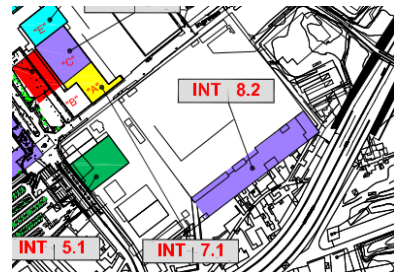 "E"
"C"
"A"
"B"
INT 8.2
INT 5.1
INT 7.1